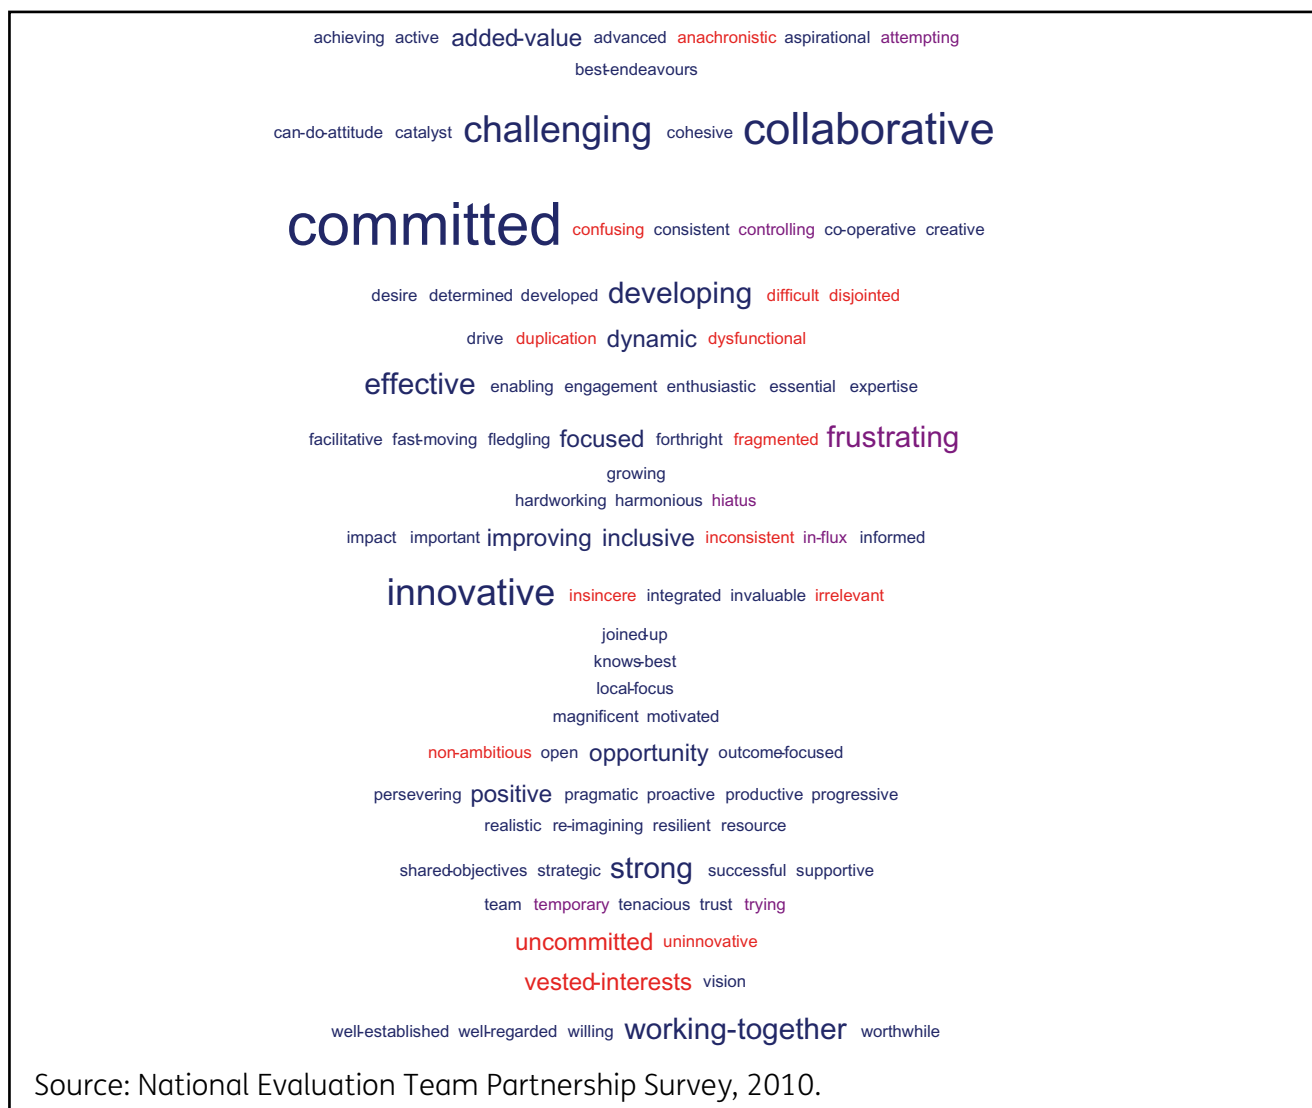 achieving active added-value advanced anachronistic aspirational attempting
best-endeavours
can-do-attitude catalyst challenging cohesive collaborative
committed confusing consistent controlling co-operative creative
desire determined developed developing difficult disjointed
drive duplication dynamic dysfunctional
effective enabling engagement enthusiastic essential expertise
facilitative fast-moving fledgling focused forthright fragmented frustrating
growing
hardworking harmonious hiatus
impact important improving inclusive inconsistent in-flux informed
innovative insincere integrated invaluable irrelevant
joined-up
knows-best
local-focus
magnificent motivated
non-ambitious open opportunity outcome-focused
persevering positive pragmatic proactive productive progressive
realistic re-imagining resilient resource
shared-objectives strategic strong successful supportive
team temporary tenacious trust trying
uncommitted uninnovative
vested-interests vision
well-established well-regarded willing working-together worthwhile
Source: National Evaluation Team Partnership Survey, 2010.